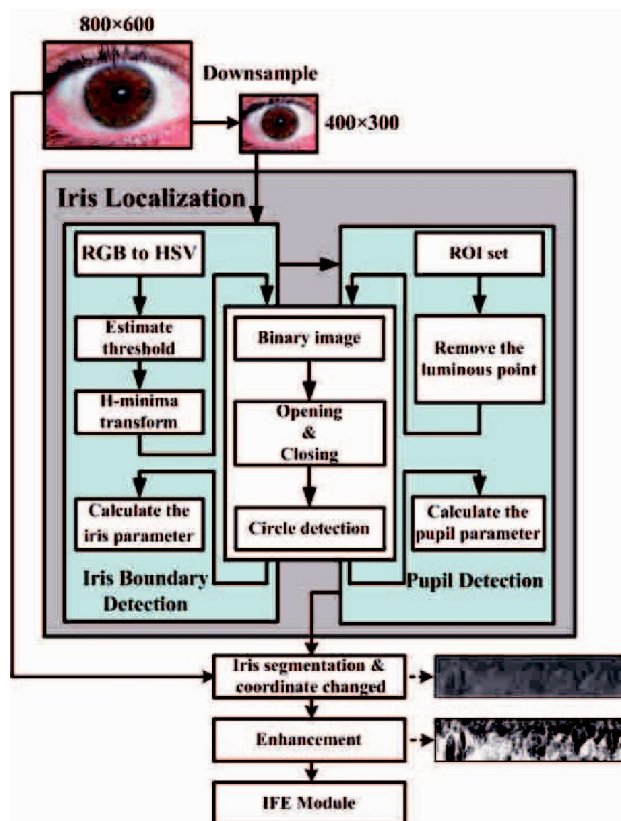 800×600
Downsample
400×300
Iris Localization
RGB to HSV
Estimate
threshold
H-minima
transform
Calculate the
iris parameter
Iris Boundary
Detection
Binary image
Opening
&
Closing
Circle detection
ROI set
Remove the
luminous point
Calculate the
pupil parameter
Pupil Detection
Iris segmentation &
coordinate changed
Enhancement
IFE Module